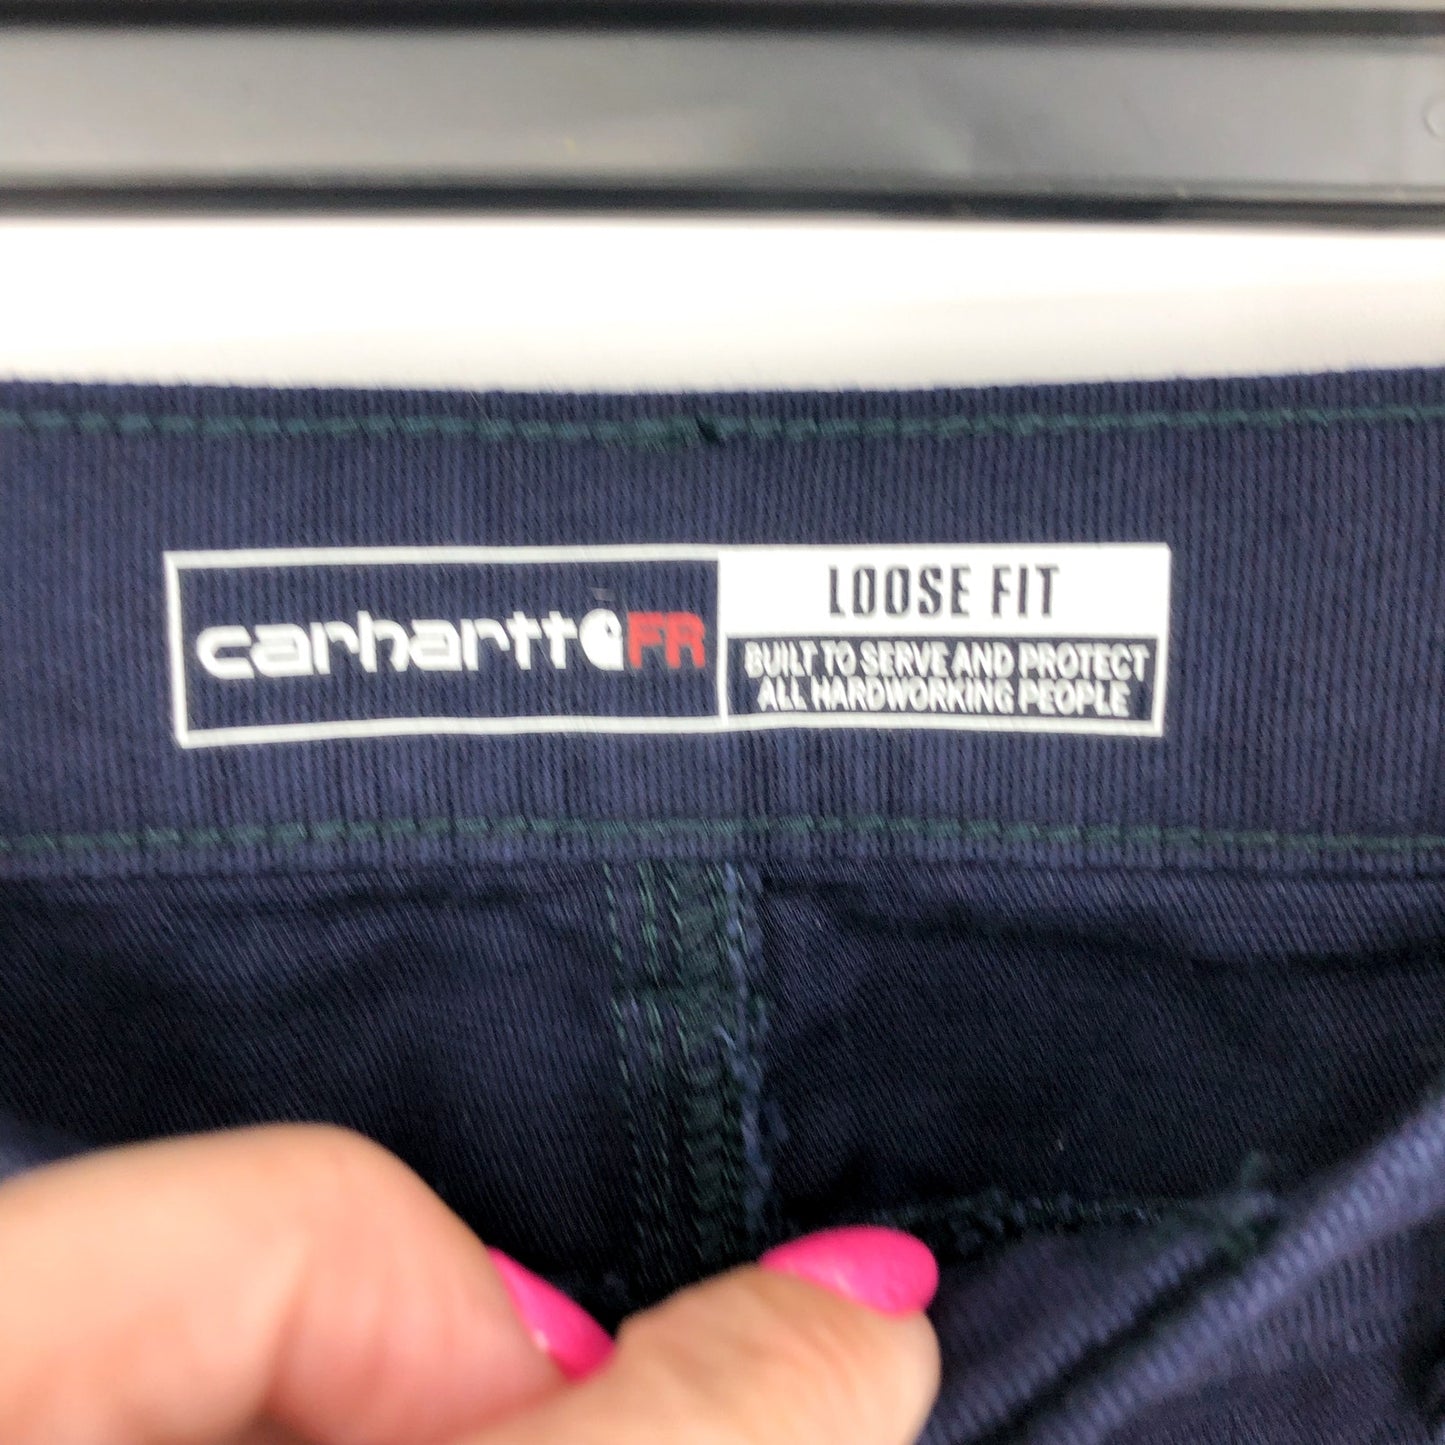 carhartt FR
LOOSE FIT
BUILT TO SERVE AND PROTECT
ALL HARDWORKING PEOPLE